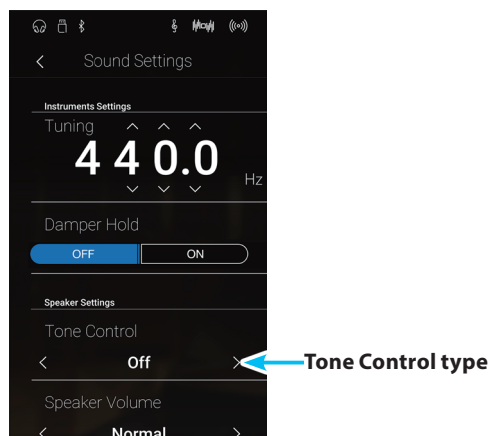 Sound Settings
Instruments Settings
Tuning
440.0
Hz
Damper Hold
OFF ON
Speaker Settings
Tone Control
< Off >
Tone Control type
Speaker Volume
< Normal >